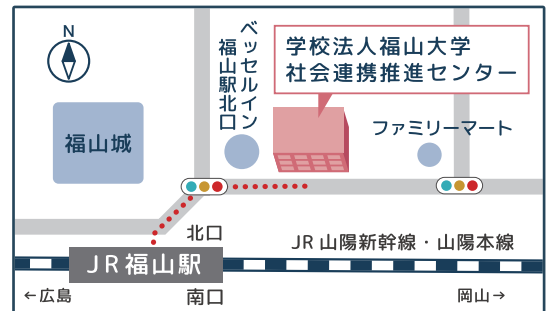 N
ベッセルイン
福山駅北口
学校法人福山大学
社会連携推進センター
福山城
ファミリーマート
北口
JR山陽新幹線・山陽本線
JR福山駅
←広島
南口
岡山→